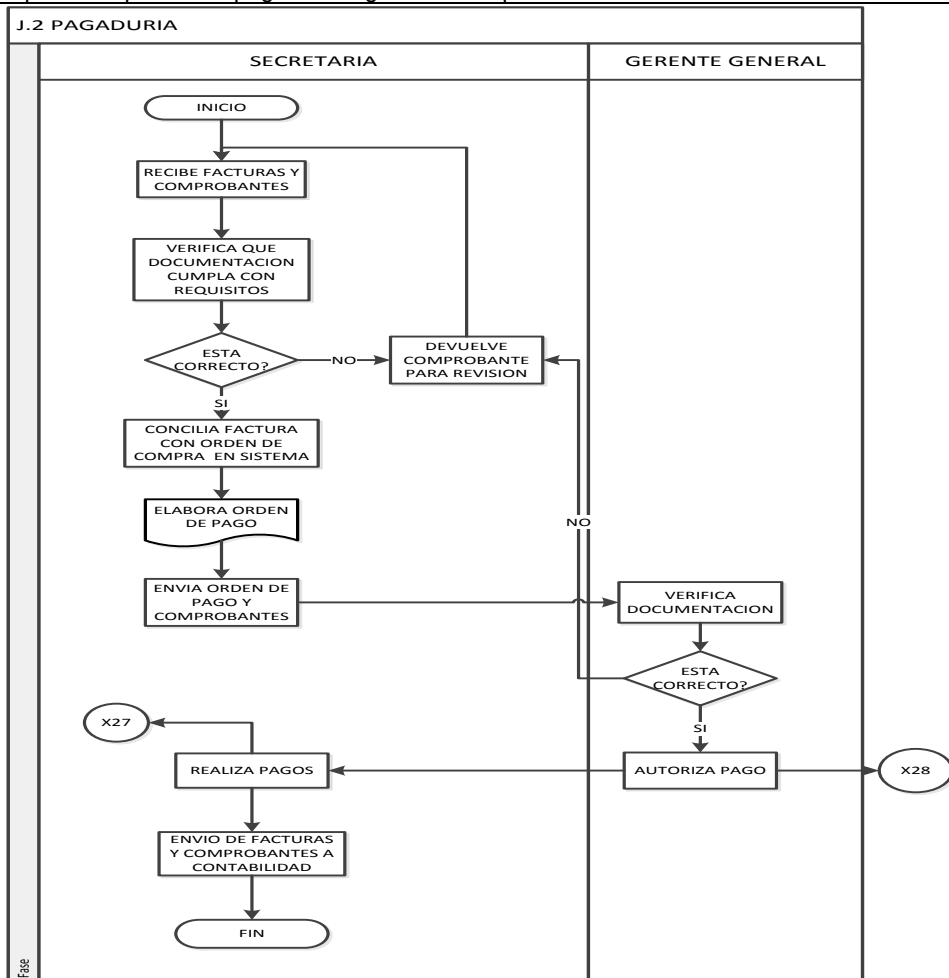 J.2 PAGADURIA
SECRETARIA
GERENTE GENERAL
INICIO
RECIBE FACTURAS Y
COMPROBANTES
VERIFICA QUE
DOCUMENTACION
CUMPLA CON
REQUISITOS
ESTA
CORRECTO?
NO
DEVUELVE
COMPROBANTE
PARA REVISION
SI
CONCILIA FACTURA
CON ORDEN DE
COMPRA EN SISTEMA
ELABORA ORDEN
DE PAGO
NO
ENVIA ORDEN DE
PAGO Y
COMPROBANTES
VERIFICA
DOCUMENTACION
ESTA
CORRECTO?
SI
X27
REALIZA PAGOS
AUTORIZA PAGO
X28
ENVIO DE FACTURAS
Y COMPROBANTES A
CONTABILIDAD
FIN
Fase